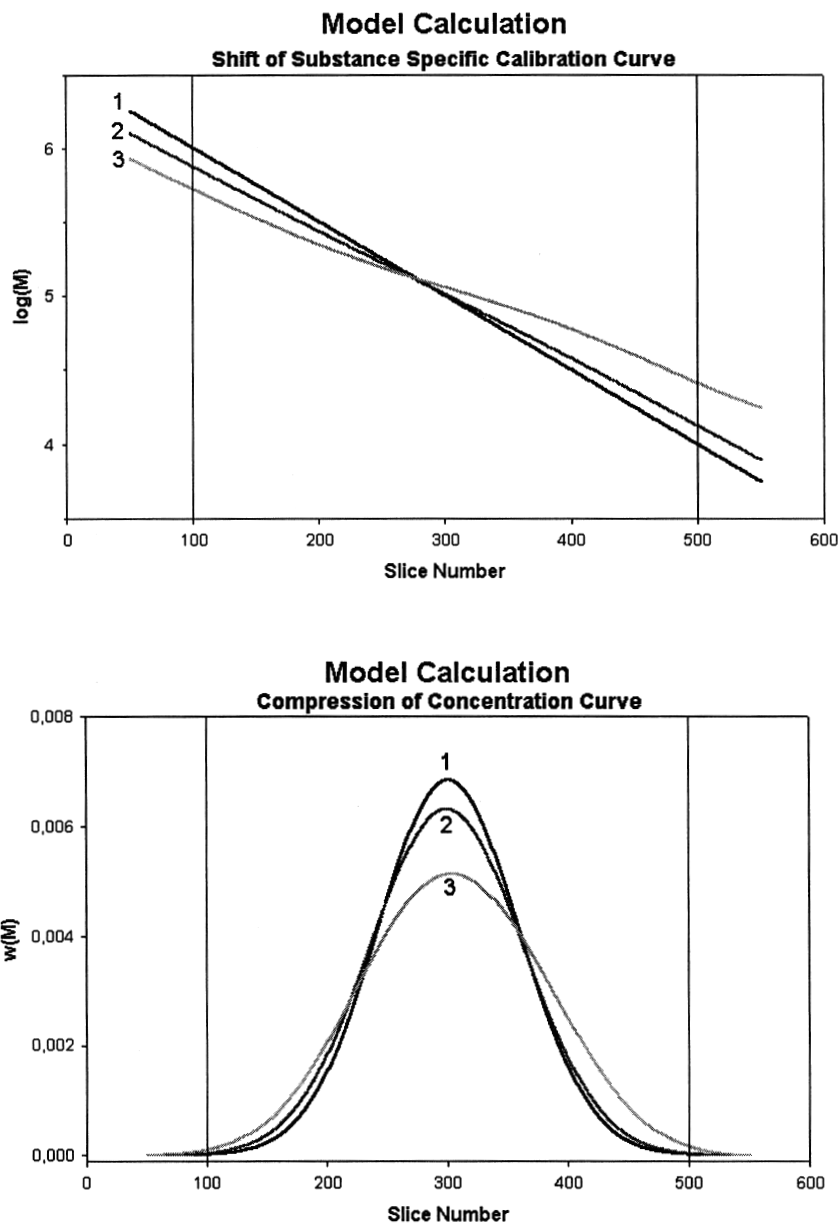 Model Calculation
Shift of Substance Specific Calibration Curve
1
2
3
6
5
4
log(M)
0 100 200 300 400 500 600
Slice Number
Model Calculation
Compression of Concentration Curve
0,008
0,006
0,004
0,002
0,000
1
2
3
w(M)
0 100 200 300 400 500 600
Slice Number